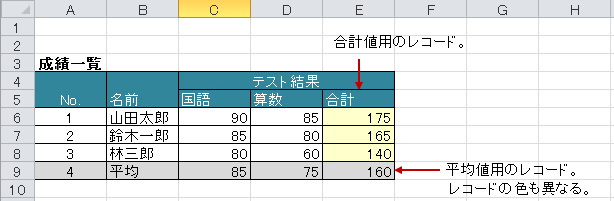 A B C D E F G H
1
2
合計値用のレコード。
3 成績一覧
4 テスト結果
5 No. 名前 国語 算数 合計
6 1 山田太郎 90 85 175
7 2 鈴木一郎 85 80 165
8 3 林三郎 80 60 140
9 4 平均 85 75 160 平均値用のレコード。
10 レコードの色も異なる。